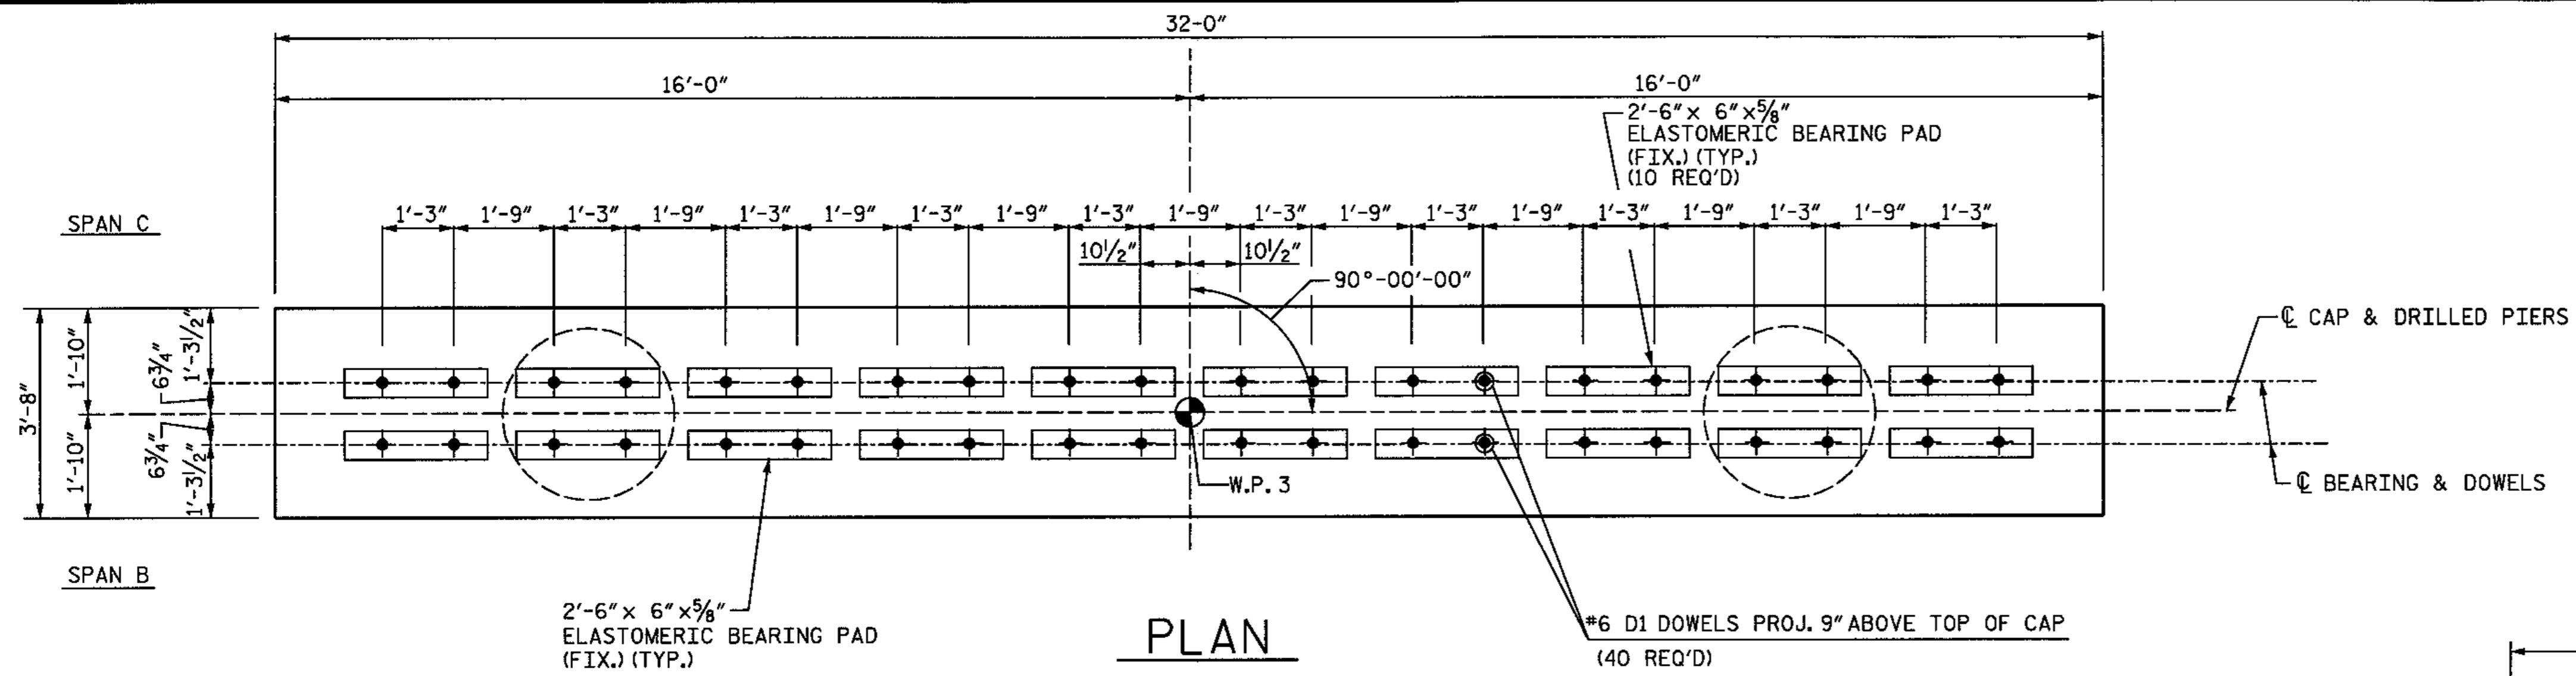 32-0"
16'-0"
16'-0"
2'-6" x 6" x 5/8"
ELASTOMERIC BEARING PAD
(FIX.) (TYP.)
(10 REQ'D)
SPAN C
1'-3" 1'-9" 1'-3" 1'-9" 1'-3" 1'-9" 1'-3" 1'-9" 1'-3" 1'-9" 1'-3" 1'-9" 1'-3" 1'-9" 1'-3" 1'-9" 1'-3" 1'-9" 1'-3"
10 1/2" 10 1/2"
90°-00'-00"
3'-8"
1'-10"
1'-10"
6 3/4"
6 3/4"
1'-3 1/2"
1'-3 1/2"
℄ CAP & DRILLED PIERS
℄ BEARING & DOWELS
W.P. 3
SPAN B
2'-6" x 6" x 5/8"
ELASTOMERIC BEARING PAD
(FIX.) (TYP.)
PLAN
#6 D1 DOWELS PROJ. 9" ABOVE TOP OF CAP
(40 REQ'D)